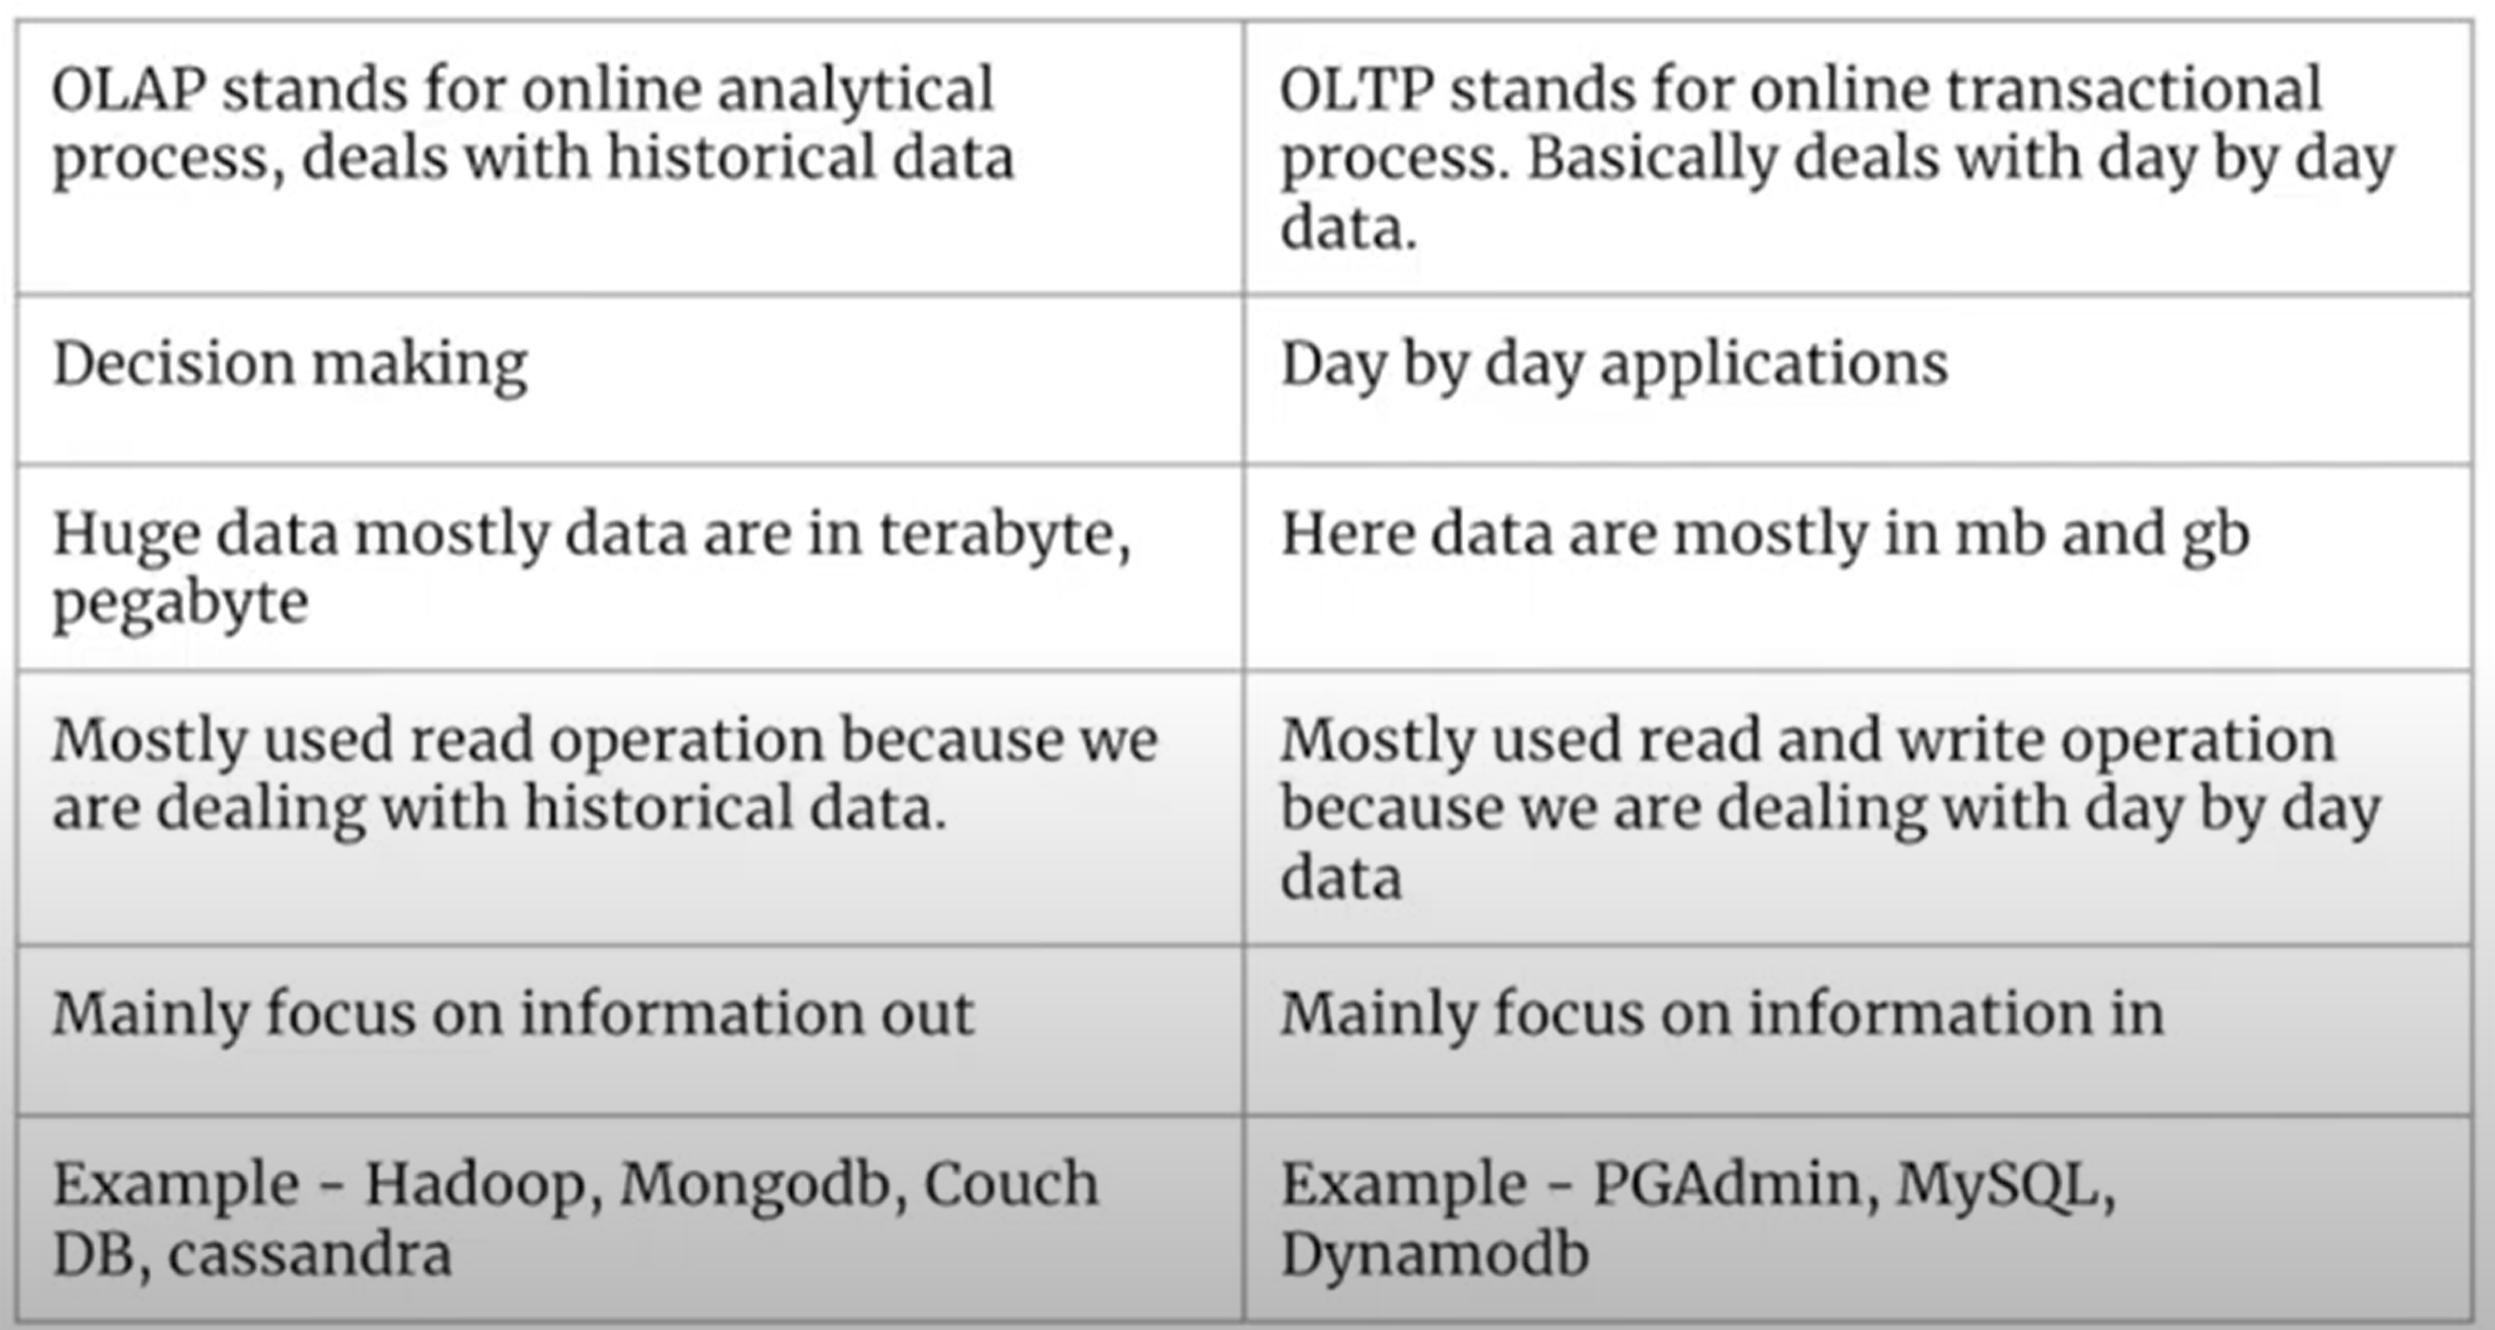 OLAP stands for online analytical
process, deals with historical data
OLTP stands for online transactional
process. Basically deals with day by day
data.
Decision making
Day by day applications
Huge data mostly data are in terabyte,
pegabyte
Here data are mostly in mb and gb
Mostly used read operation because we
are dealing with historical data.
Mostly used read and write operation
because we are dealing with day by day
data
Mainly focus on information out
Mainly focus on information in
Example - Hadoop, Mongodb, Couch
DB, cassandra
Example - PGAdmin, MySQL,
Dynamodb